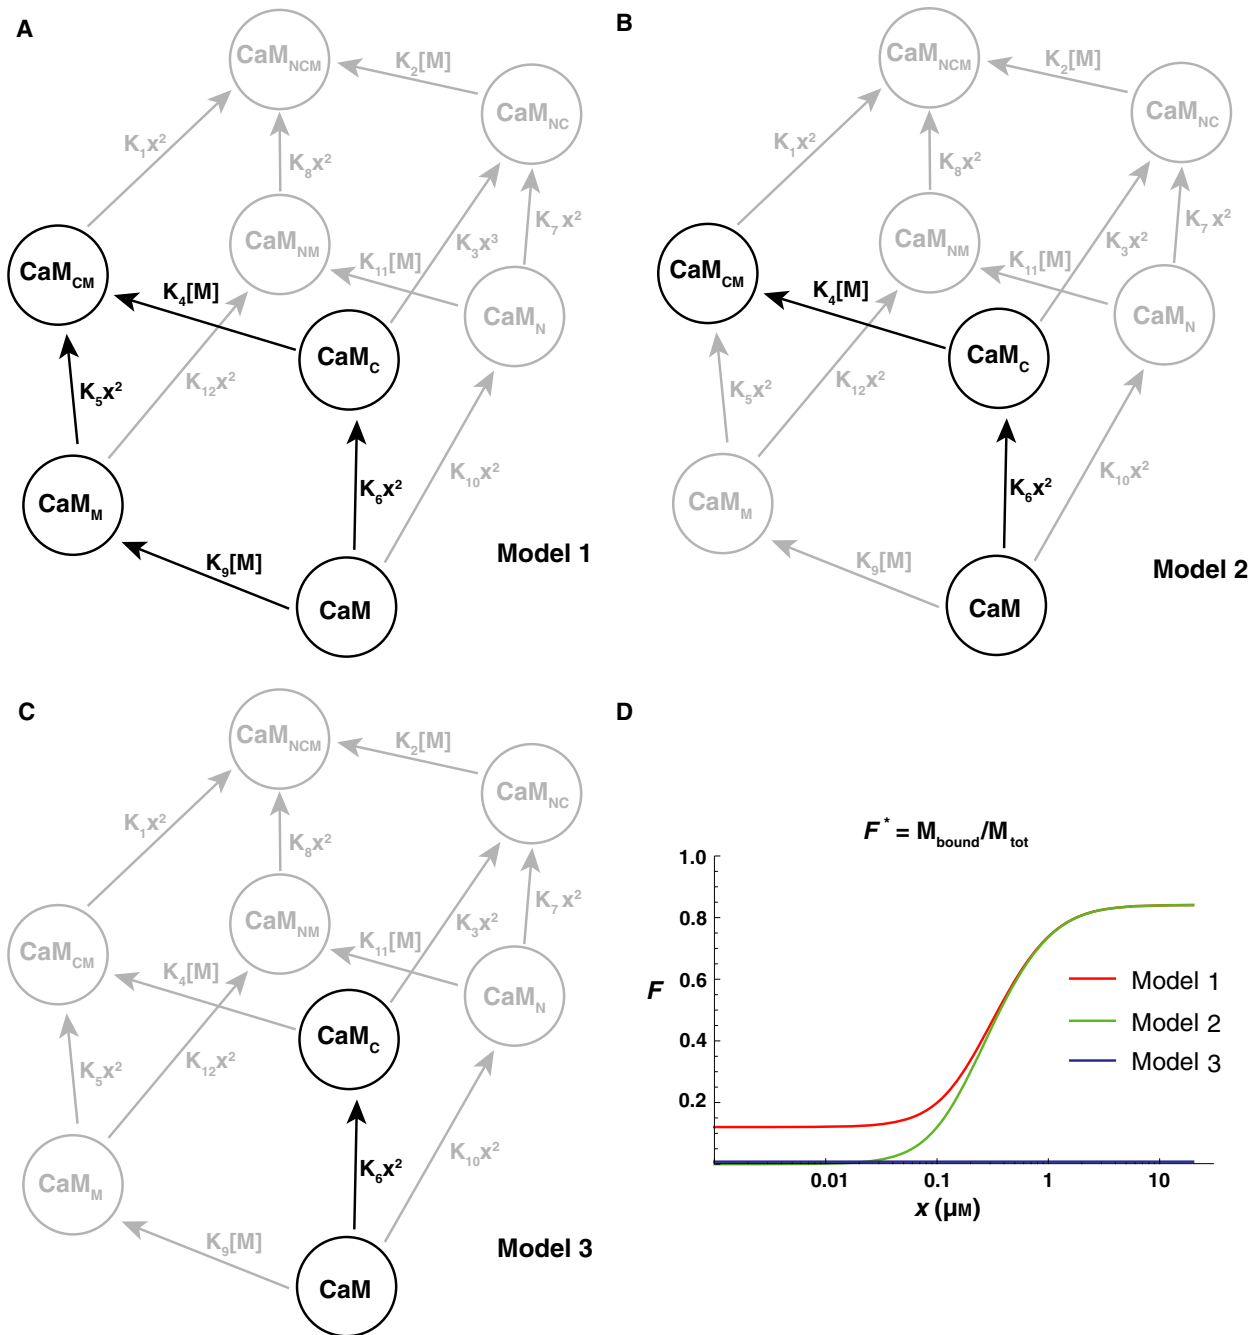 A
CaM_NCM
K_2[M]
CaM_NC
K_1x^2
K_8x^2
K_7x^2
CaM_NM
K_3x^3
CaM_CM
K_11[M]
K_4[M]
CaM_N
CaM_C
K_12x^2
K_5x^2
K_10x^2
K_6x^2
CaM_M
K_9[M]
Model 1
CaM
B
CaM_NCM
K_2[M]
CaM_NC
K_1x^2
K_8x^2
K_7x^2
CaM_NM
K_3x^2
CaM_CM
K_11[M]
K_4[M]
CaM_N
CaM_C
K_12x^2
K_5x^2
K_10x^2
K_6x^2
CaM_M
K_9[M]
Model 2
CaM
C
CaM_NCM
K_2[M]
CaM_NC
K_1x^2
K_8x^2
K_7x^2
CaM_NM
K_3x^2
CaM_CM
K_11[M]
K_4[M]
CaM_N
CaM_C
K_12x^2
K_5x^2
K_10x^2
K_6x^2
CaM_M
K_9[M]
Model 3
CaM
D
F* = M_bound/M_tot
1.0
0.8
0.6
0.4
0.2
F
Model 1
Model 2
Model 3
0.01 0.1 1 10
x (μM)